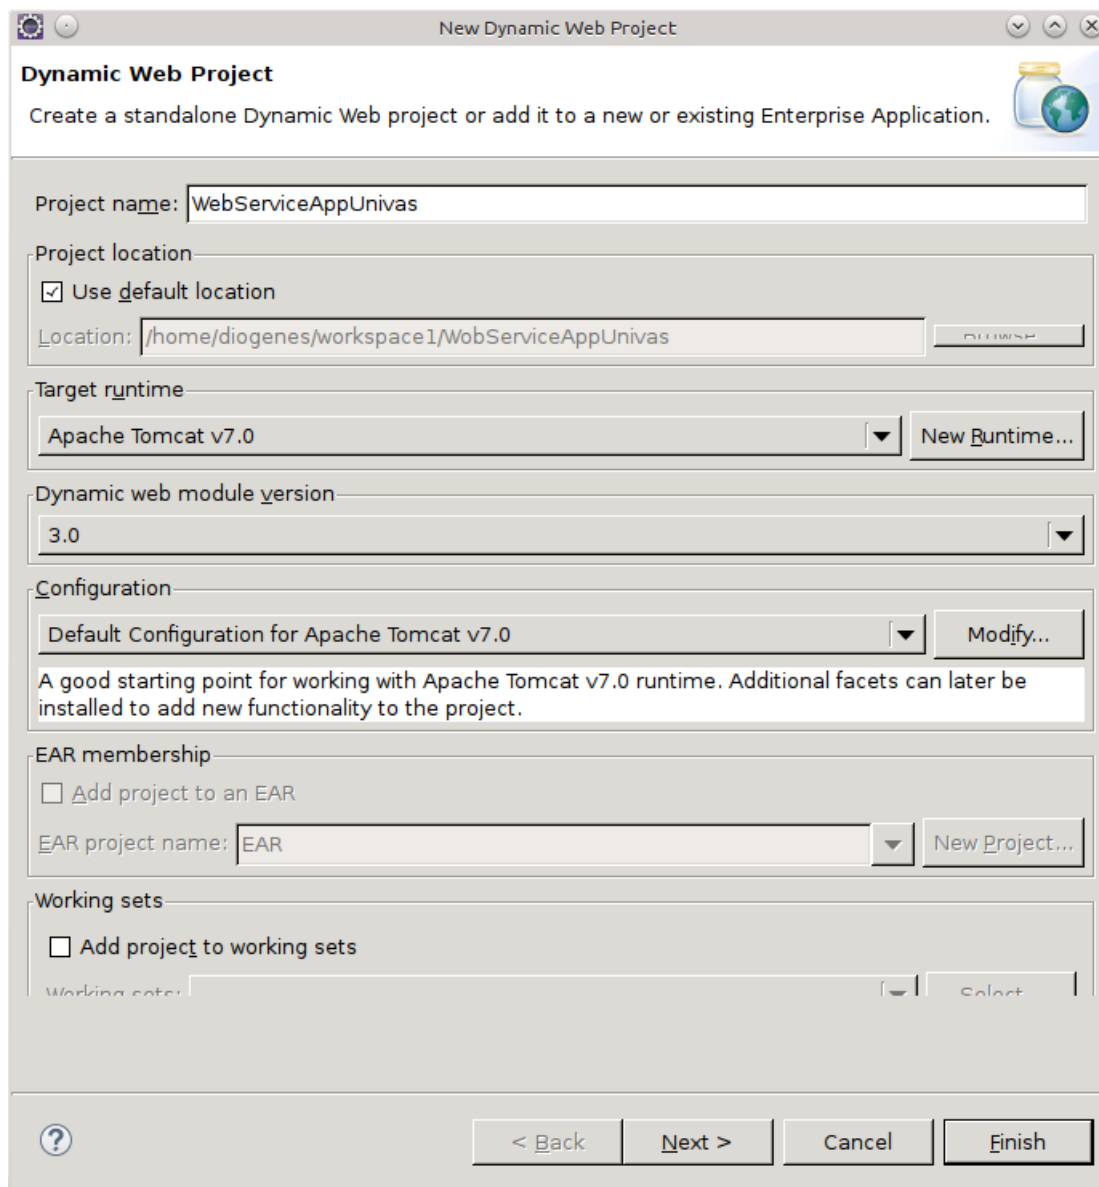 New Dynamic Web Project
Dynamic Web Project
Create a standalone Dynamic Web project or add it to a new or existing Enterprise Application.
Project name: WebServiceAppUnivas
Project location
Use default location
Location: /home/diogenes/workspace1/WobServiceAppUnivas Browse...
Target runtime
Apache Tomcat v7.0 New Runtime...
Dynamic web module version
3.0
Configuration
Default Configuration for Apache Tomcat v7.0 Modify...
A good starting point for working with Apache Tomcat v7.0 runtime. Additional facets can later be
installed to add new functionality to the project.
EAR membership
Add project to an EAR
EAR project name: EAR New Project...
Working sets
Add project to working sets
Working sets: Select...
? < Back Next > Cancel Finish